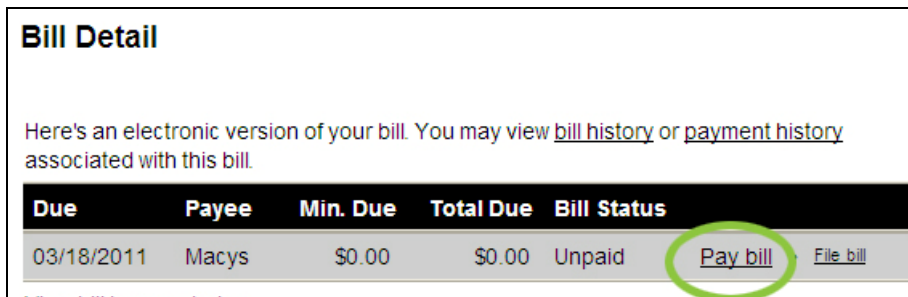 Bill Detail
Here's an electronic version of your bill. You may view bill history or payment history
associated with this bill.
Due Payee Min. Due Total Due Bill Status
03/18/2011 Macys $0.00 $0.00 Unpaid Pay bill File bill